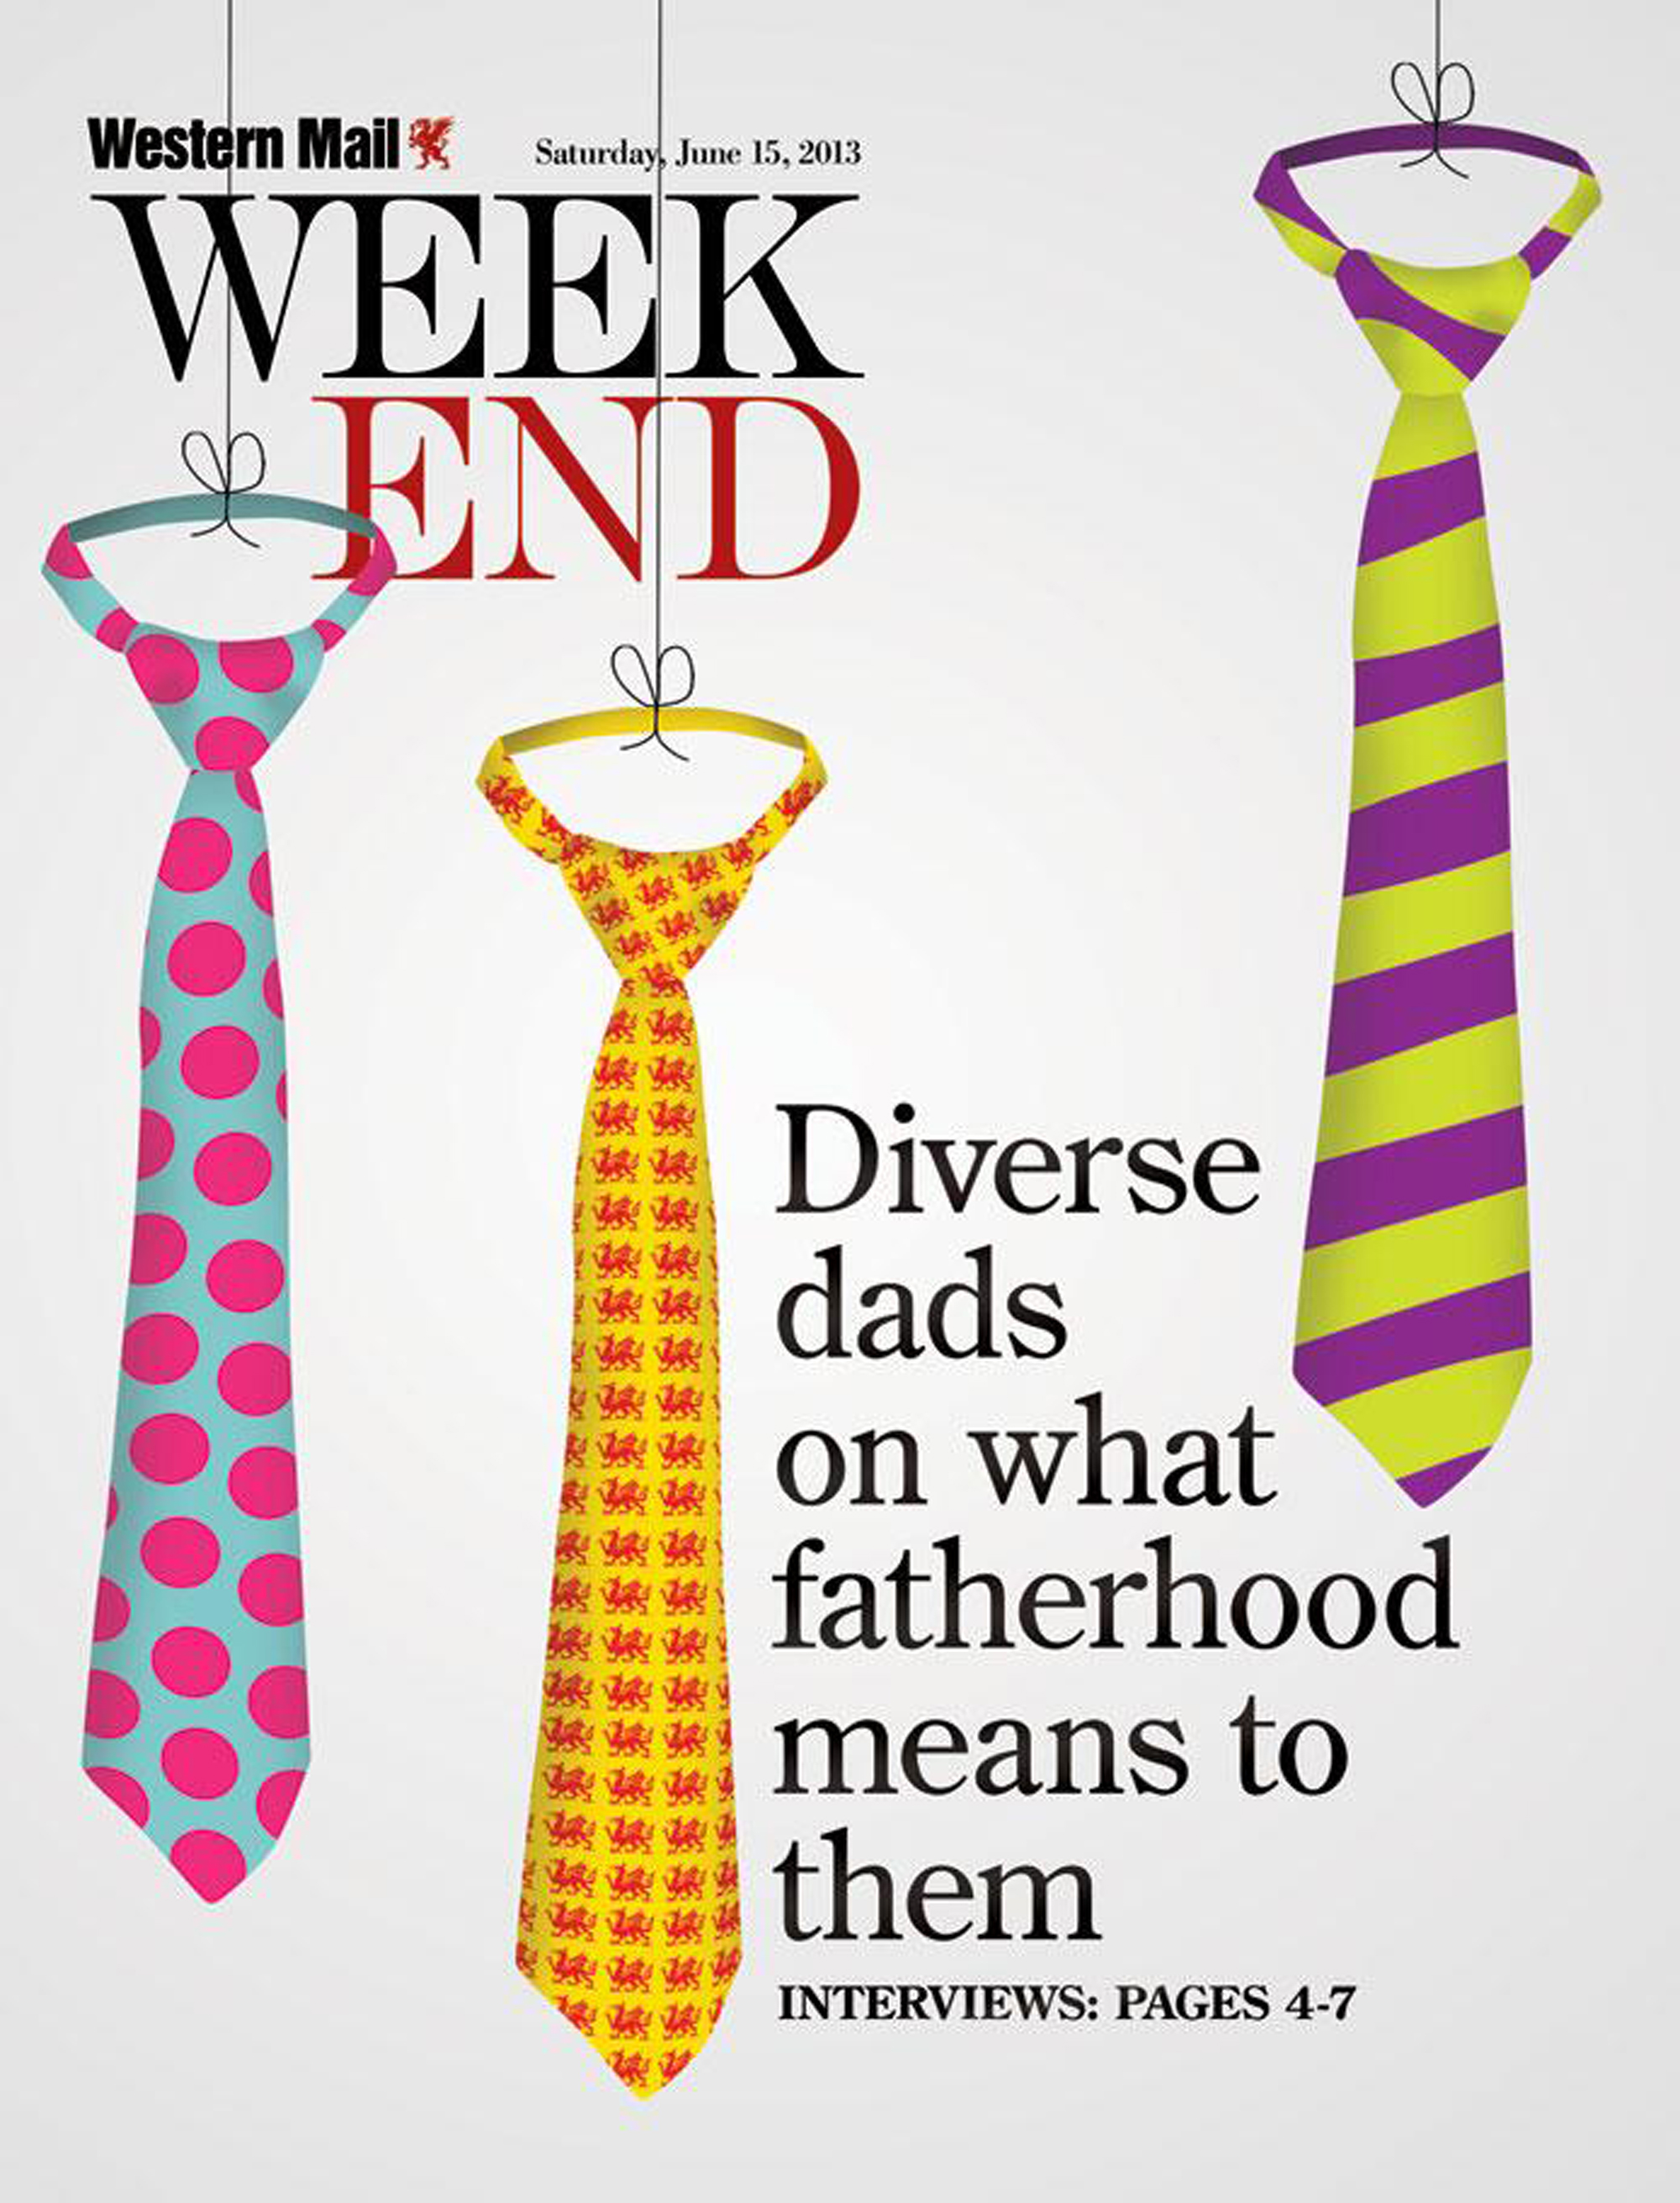 Western Mail
Saturday, June 15, 2013
WEEK
END
Diverse
dads
on what
fatherhood
means to
them
INTERVIEWS: PAGES 4-7